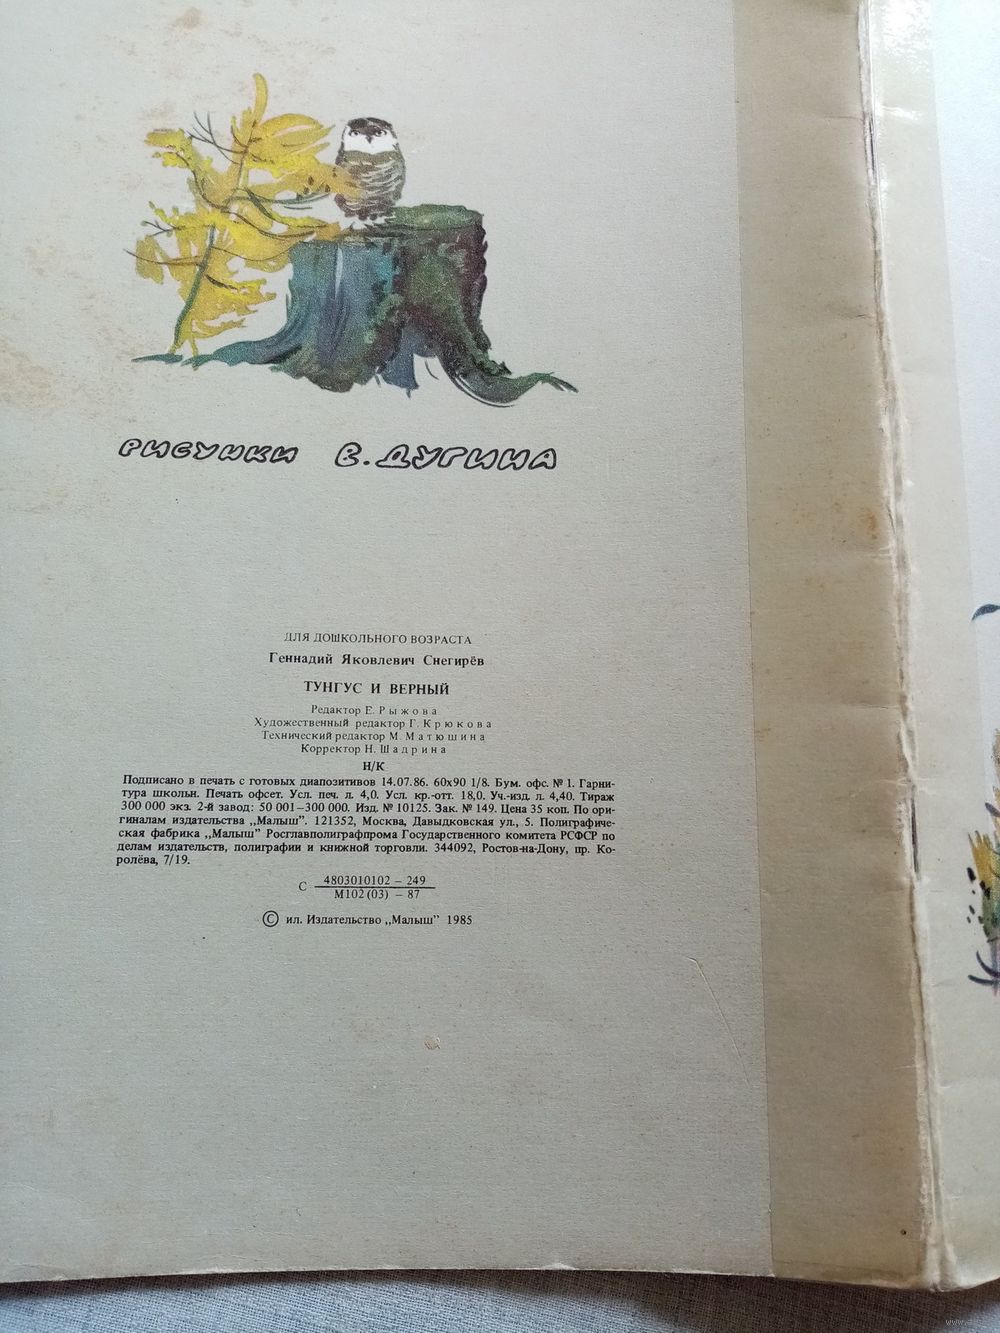 РИСУНКИ В. ДУГИНА
ДЛЯ ДОШКОЛЬНОГО ВОЗРАСТА
Геннадий Яковлевич Снегирёв
ТУНГУС И ВЕРНЫЙ
Редактор Е. Рыжова
Художественный редактор Г. Крюкова
Технический редактор М. Матюшина
Корректор Н. Шадрина
Н/К
Подписано в печать с готовых диапозитивов 14.07.86. 60х90 1/8. Бум. офс. № 1. Гарни-
тура школьн. Печать офсет. Усл. печ. л. 4,0. Усл. кр.-отт. 18,0. Уч.-изд. л. 4,40. Тираж
300 000 экз. 2-й завод: 50 001—300 000. Изд. № 10125. Зак. № 149. Цена 35 коп. По ори-
гиналам издательства ,,Малыш”. 121352, Москва, Давыдковская ул., 5. Полиграфиче-
ская фабрика ,,Малыш” Росглавполиграфпрома Государственного комитета РСФСР по
делам издательств, полиграфии и книжной торговли. 344092, Ростов-на-Дону, пр. Ко-
ролёва, 7/19.
С 4803010102 – 249
М102 (03) – 87
© ил. Издательство ,,Малыш” 1985